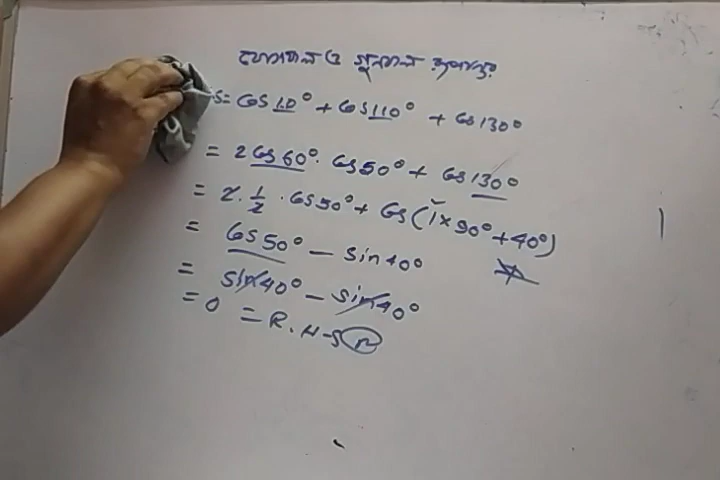 যোগফল ও গুনফল রূপান্তর
S = Cos 10° + Cos 110° + Cos 130°
= 2 Cos 60° · Cos 50° + Cos 130°
= 2 · 1/2 · Cos 50° + Cos (1 × 90° + 40°)
= Cos 50° − Sin 40°
= Sin 40° − Sin 40°
= 0 = R.H.S